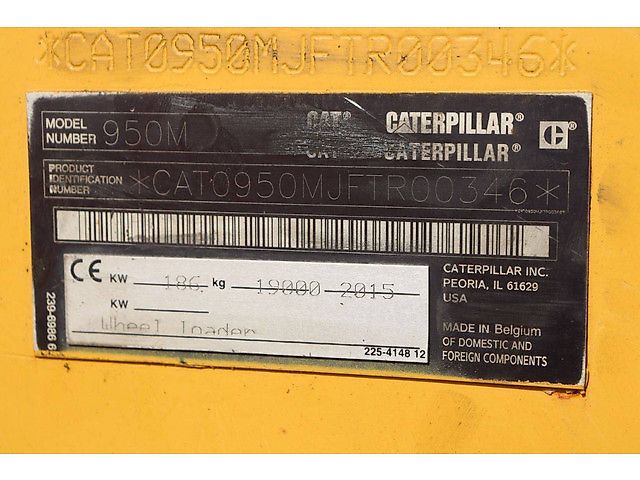 *CAT0950MJFTR00346*
CAT® CATERPILLAR®
MODEL NUMBER 950M
CAT® CATERPILLAR®
PRODUCT IDENTIFICATION NUMBER *CAT0950MJFTR00346*
CE KW 186 kg 19000 2015
KW
Wheel Loader
225-4148 12
239-6986 6
CATERPILLAR INC.
PEORIA, IL 61629
USA
MADE IN Belgium
OF DOMESTIC AND
FOREIGN COMPONENTS